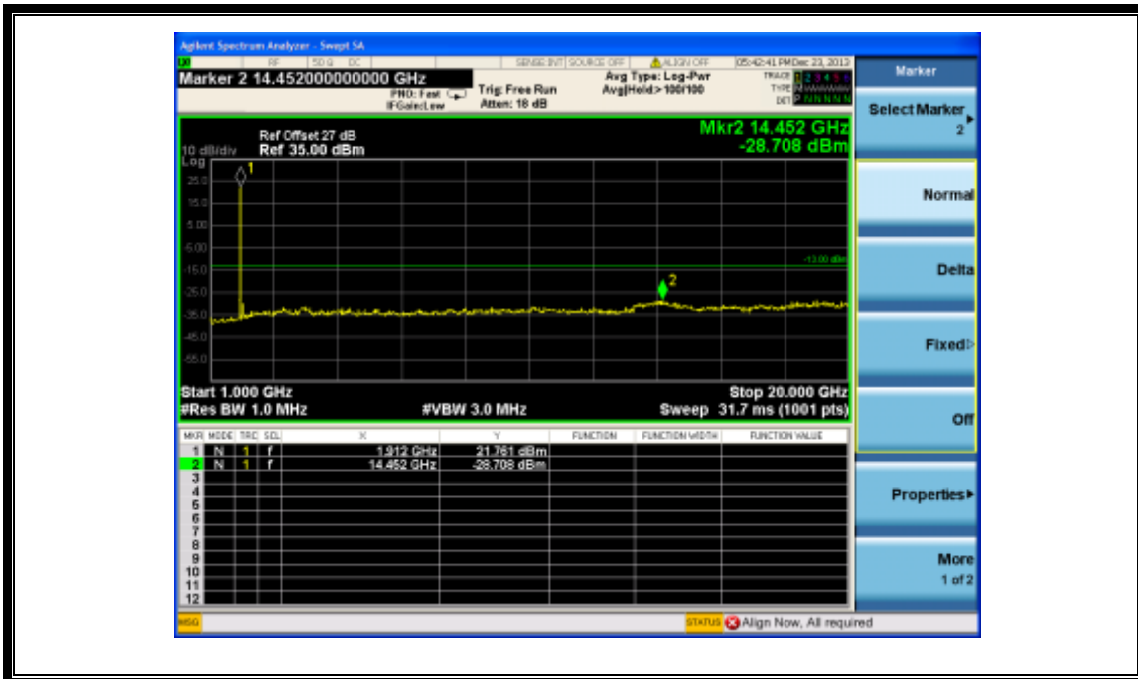 Agilent Spectrum Analyzer - Swept SA
RF 50 Ω DC SENSE:INT SOURCE OFF ALIGN OFF 05:42:41 PM Dec 23, 2013
Marker 2 14.452000000000 GHz
PNO: Fast
IFGain:Low
Trig: Free Run
Atten: 18 dB
Avg Type: Log-Pwr
Avg|Hold:> 100/100
TRACE 1 2 3 4 5 6
TYPE
DET P N N N N N
Ref Offset 27 dB
Ref 35.00 dBm
10 dB/div
Log
Mkr2 14.452 GHz
-28.708 dBm
25.0
15.0
5.00
-5.00
-15.0
-25.0
-35.0
-45.0
-55.0
1
2
-13.00 dBm
Start 1.000 GHz
Stop 20.000 GHz
#Res BW 1.0 MHz
#VBW 3.0 MHz
Sweep 31.7 ms (1001 pts)
MKR MODE TRC SCL X Y FUNCTION FUNCTION WIDTH FUNCTION VALUE
1 N 1 f 1.912 GHz 21.761 dBm
2 N 1 f 14.452 GHz -28.708 dBm
3
4
5
6
7
8
9
10
11
12
MSG
STATUS Align Now, All required
Marker
Select Marker
2
Normal
Delta
Fixed
Off
Properties
More
1 of 2